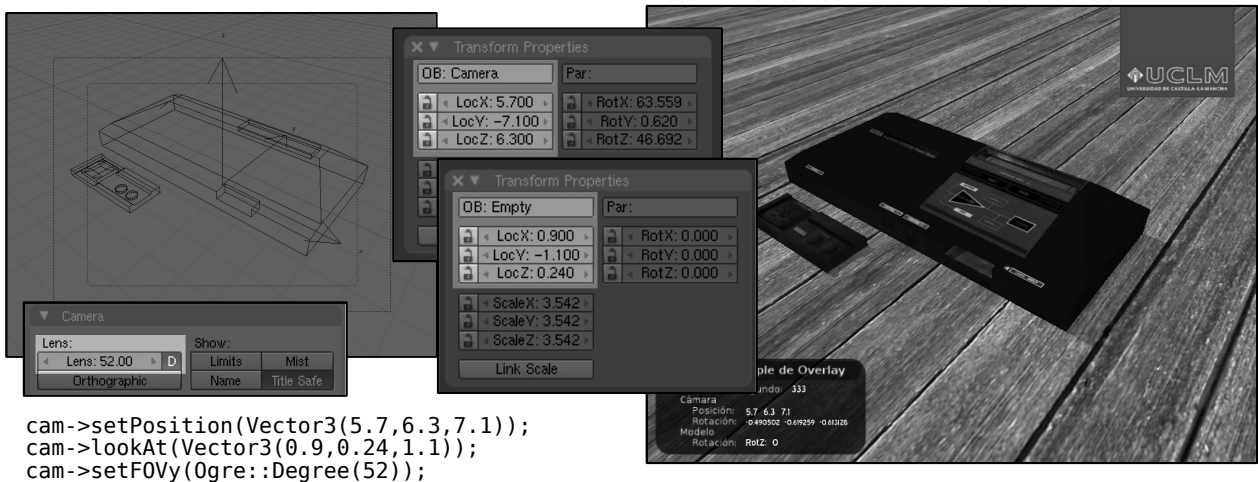 Transform Properties
OB: Camera
Par:
LocX: 5.700
RotX: 63.559
LocY: -7.100
RotY: 0.620
LocZ: 6.300
RotZ: 46.692
Transform Properties
OB: Empty
Par:
LocX: 0.900
RotX: 0.000
LocY: -1.100
RotY: 0.000
LocZ: 0.240
RotZ: 0.000
ScaleX: 3.542
ScaleY: 3.542
ScaleZ: 3.542
Link Scale
Camera
Lens:
Show:
Lens: 52.00
D
Limits
Mist
Orthographic
Name
Title Safe
UCLM
UNIVERSIDAD DE CASTILLA-LA MANCHA
ple de Overlay
undo: 333
Cámara
Posición: 5.7 6.3 7.1
Rotación: -0.490502 -0.619259 -0.613128
Modelo
Rotación: RotZ: 0
cam->setPosition(Vector3(5.7,6.3,7.1));
cam->lookAt(Vector3(0.9,0.24,1.1));
cam->setFOVy(Ogre::Degree(52));